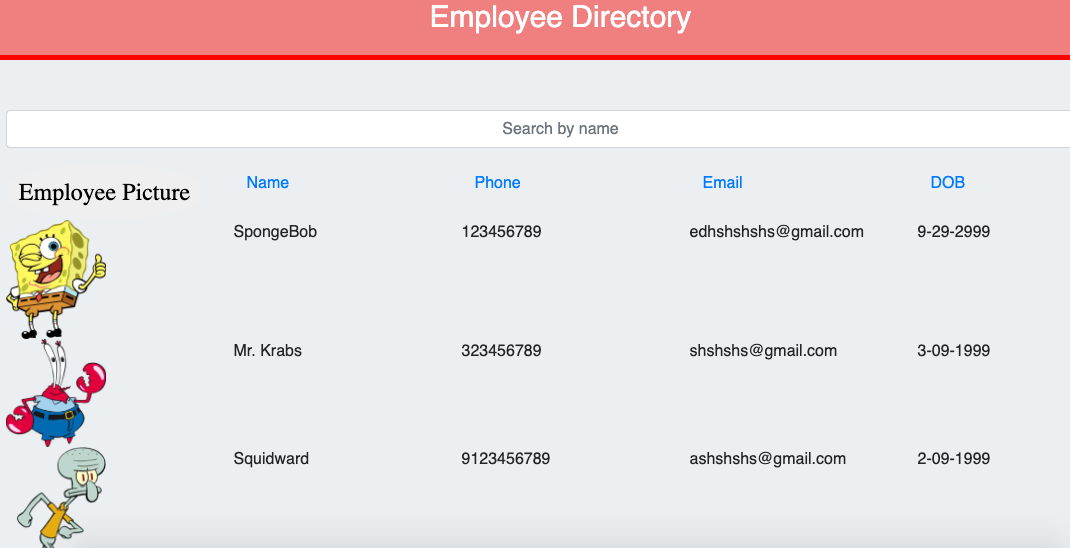 Employee Directory
Search by name
Employee Picture Name Phone Email DOB
SpongeBob 123456789 edhshshshs@gmail.com 9-29-2999
Mr. Krabs 323456789 shshshs@gmail.com 3-09-1999
Squidward 9123456789 ashshshs@gmail.com 2-09-1999